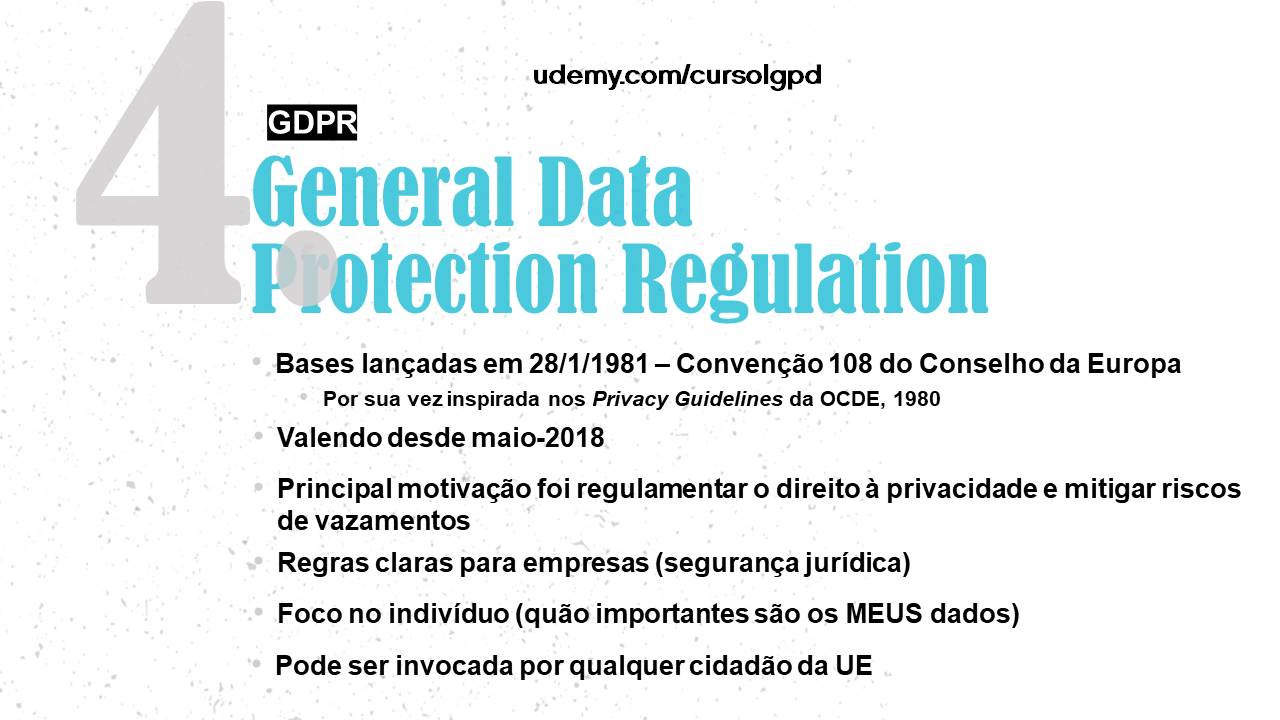 4.
udemy.com/cursolgpd
GDPR
General Data
Protection Regulation
• Bases lançadas em 28/1/1981 – Convenção 108 do Conselho da Europa
• Por sua vez inspirada nos Privacy Guidelines da OCDE, 1980
• Valendo desde maio-2018
• Principal motivação foi regulamentar o direito à privacidade e mitigar riscos
de vazamentos
• Regras claras para empresas (segurança jurídica)
• Foco no indivíduo (quão importantes são os MEUS dados)
• Pode ser invocada por qualquer cidadão da UE